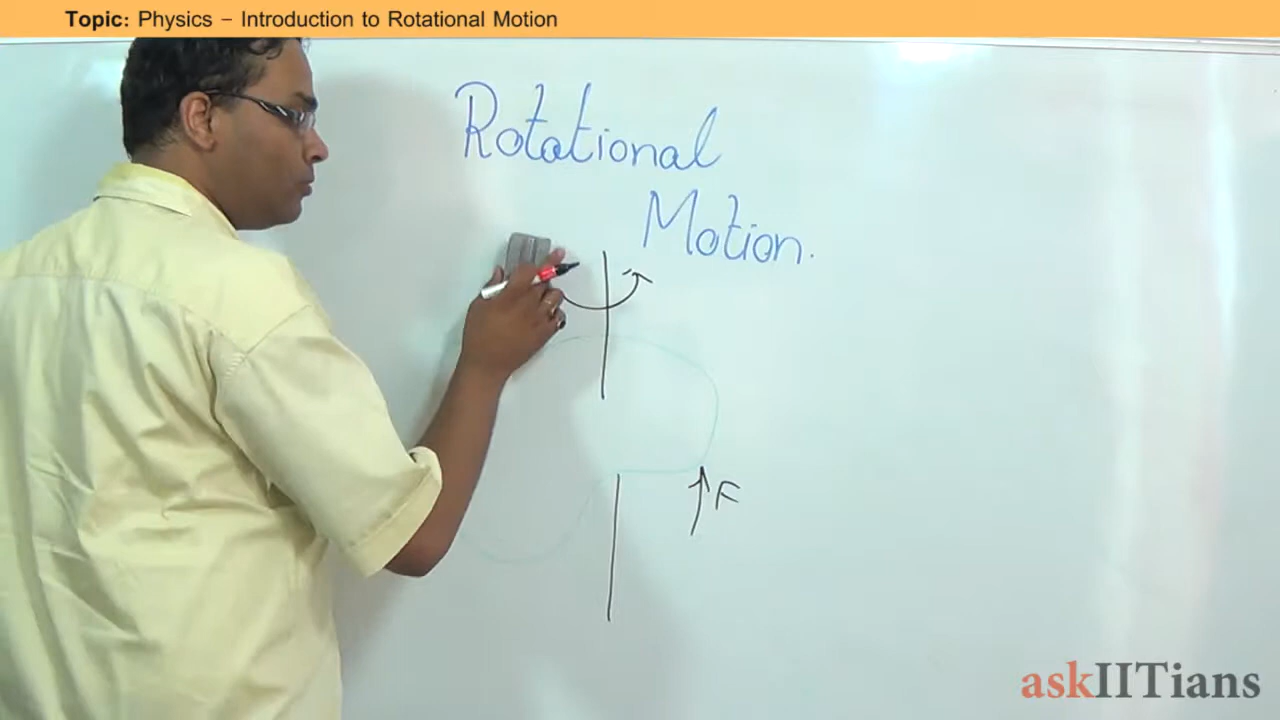 Topic: Physics – Introduction to Rotational Motion
Rotational
Motion.
F
askIITians